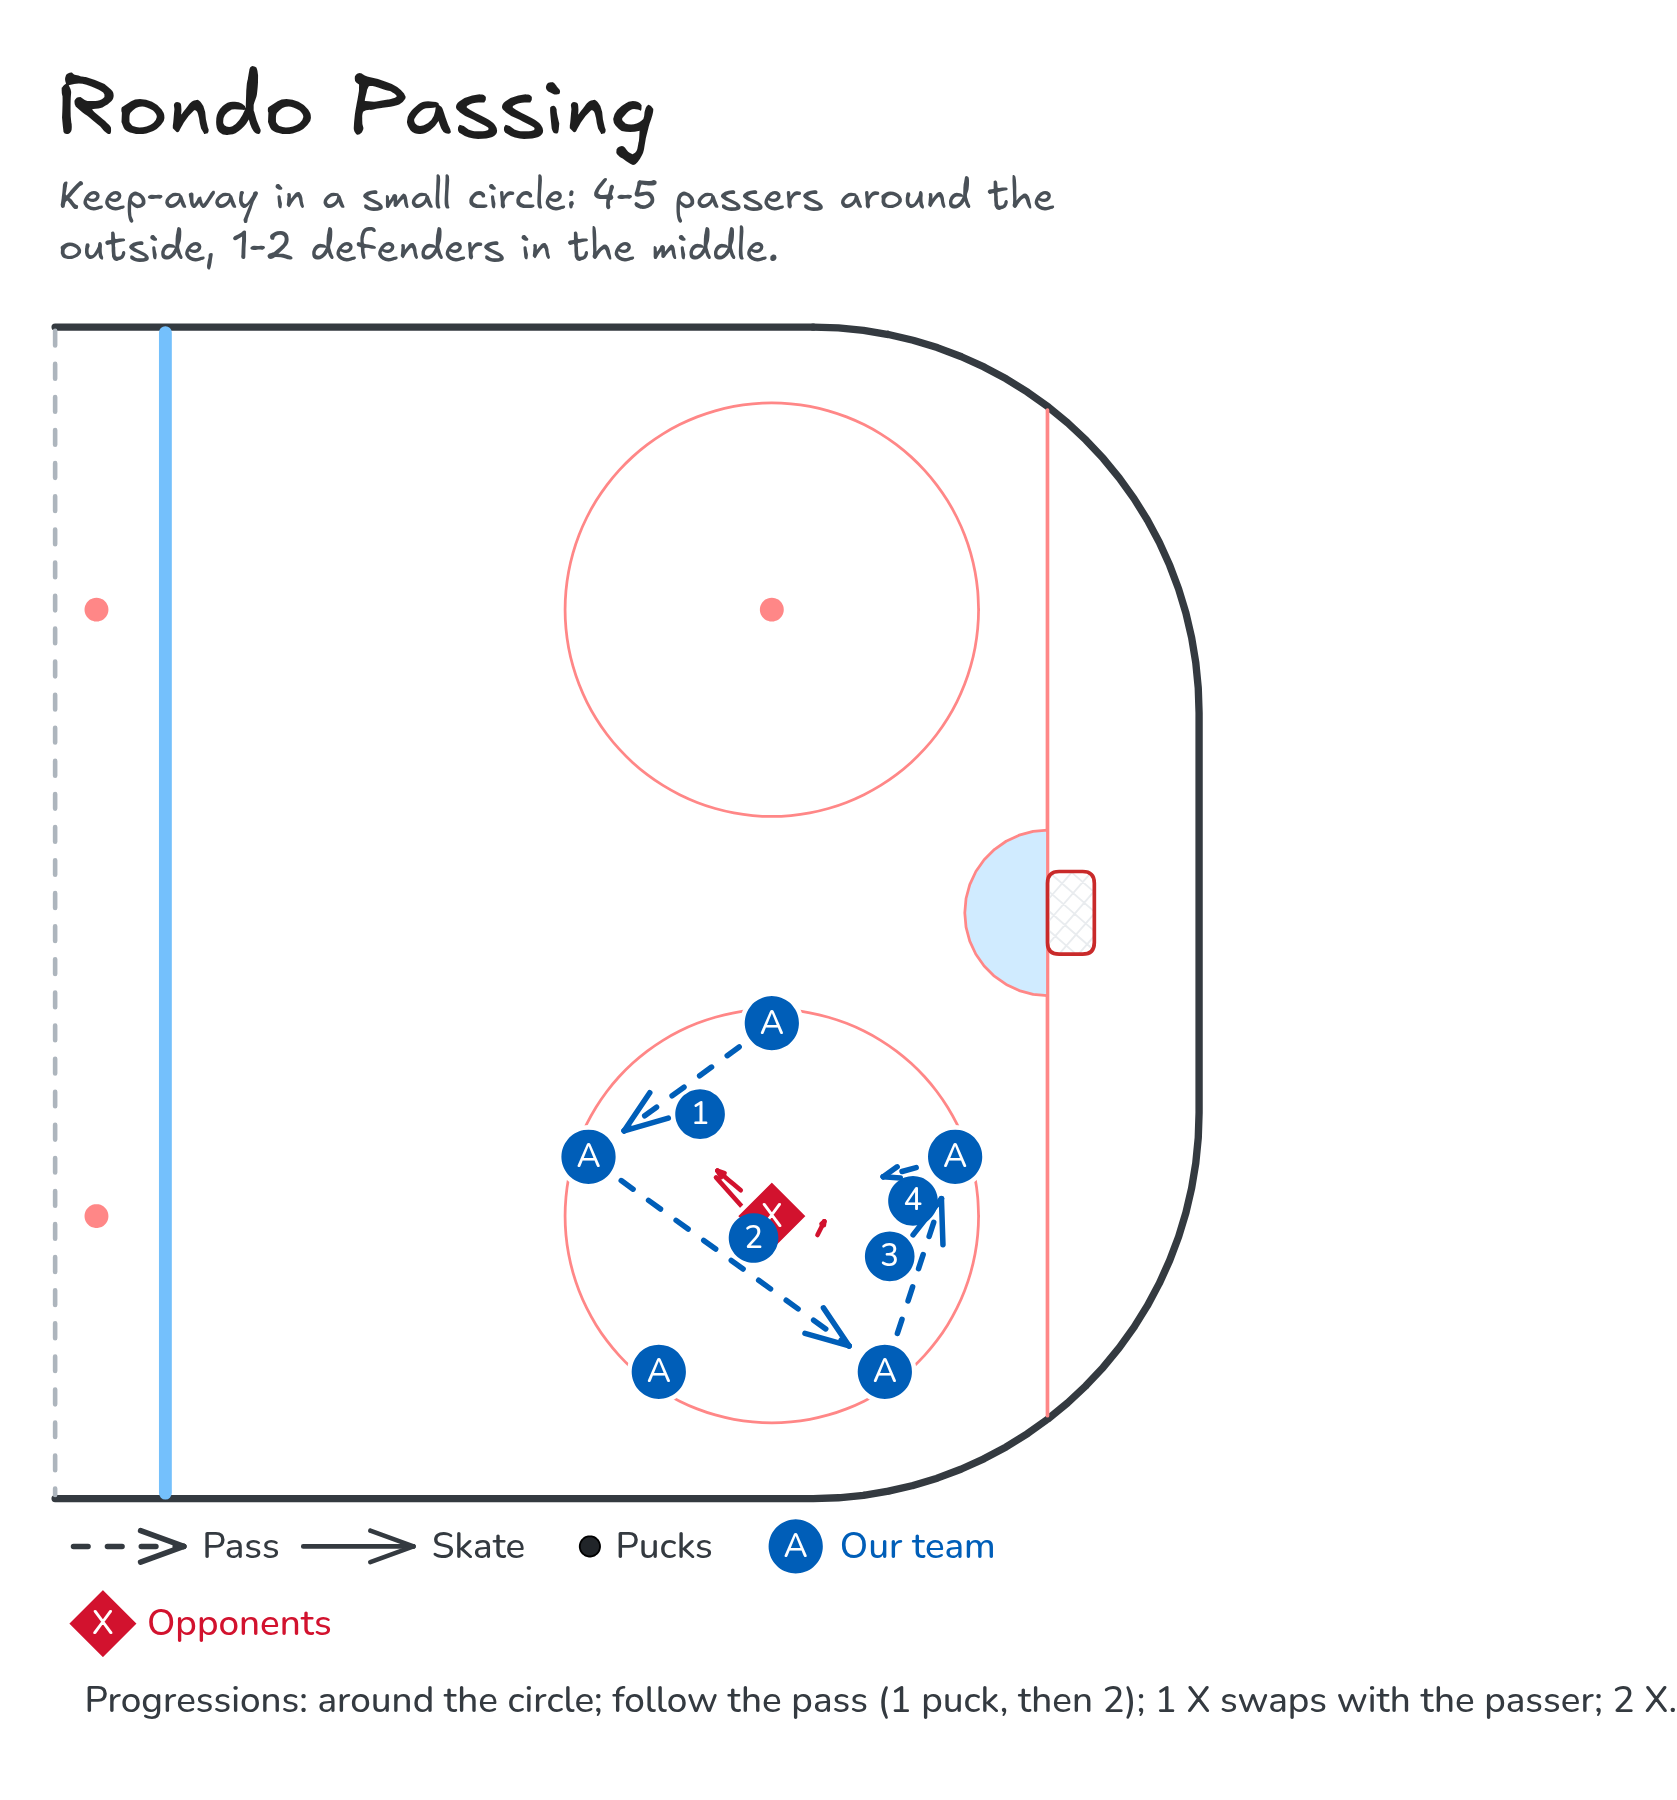 Rondo Passing
Keep-away in a small circle: 4-5 passers around the
outside, 1-2 defenders in the middle.
A
1
A
A
4
X
2
3
A
A
Pass
Skate
Pucks
A
Our team
X
Opponents
Progressions: around the circle; follow the pass (1 puck, then 2); 1 X swaps with the passer; 2 X.